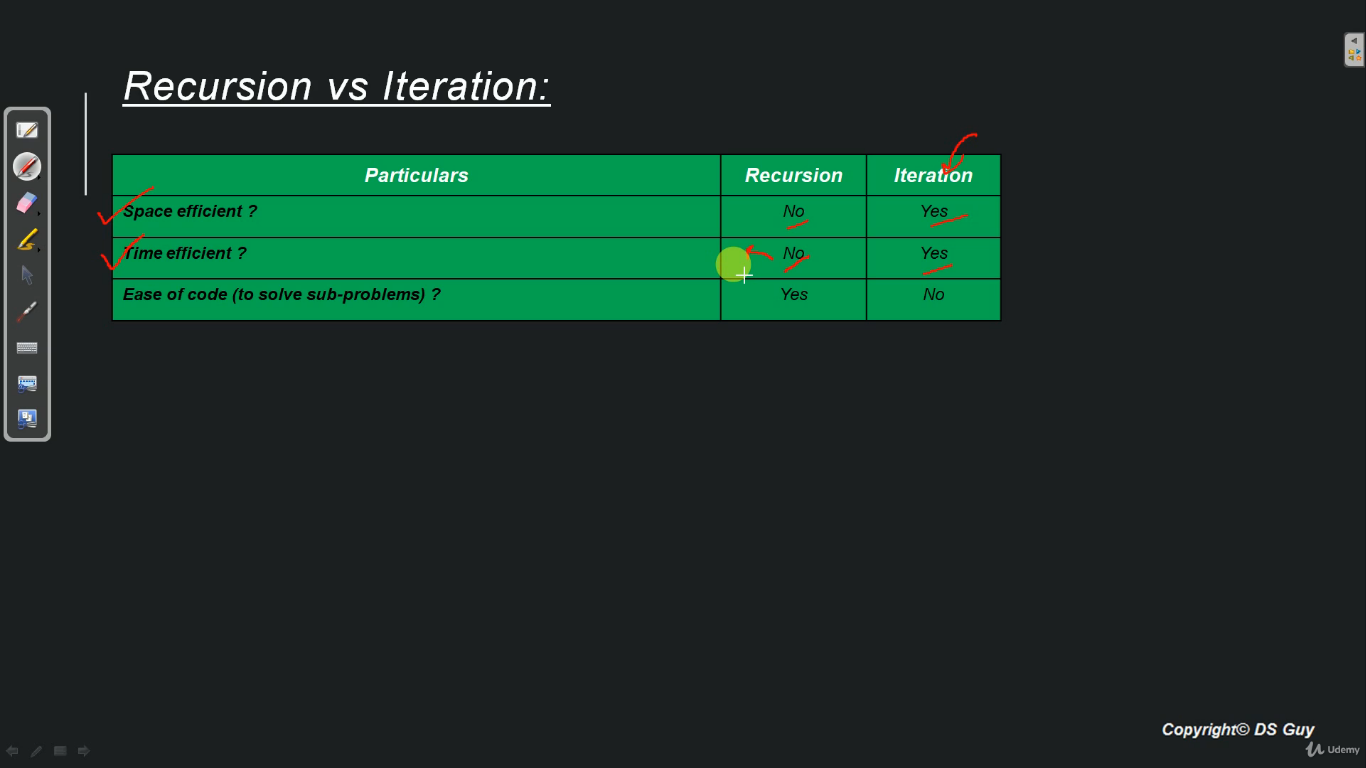 Recursion vs Iteration:
Particulars Recursion Iteration
Space efficient ? No Yes
Time efficient ? No Yes
Ease of code (to solve sub-problems) ? Yes No
Copyright© DS Guy
Udemy